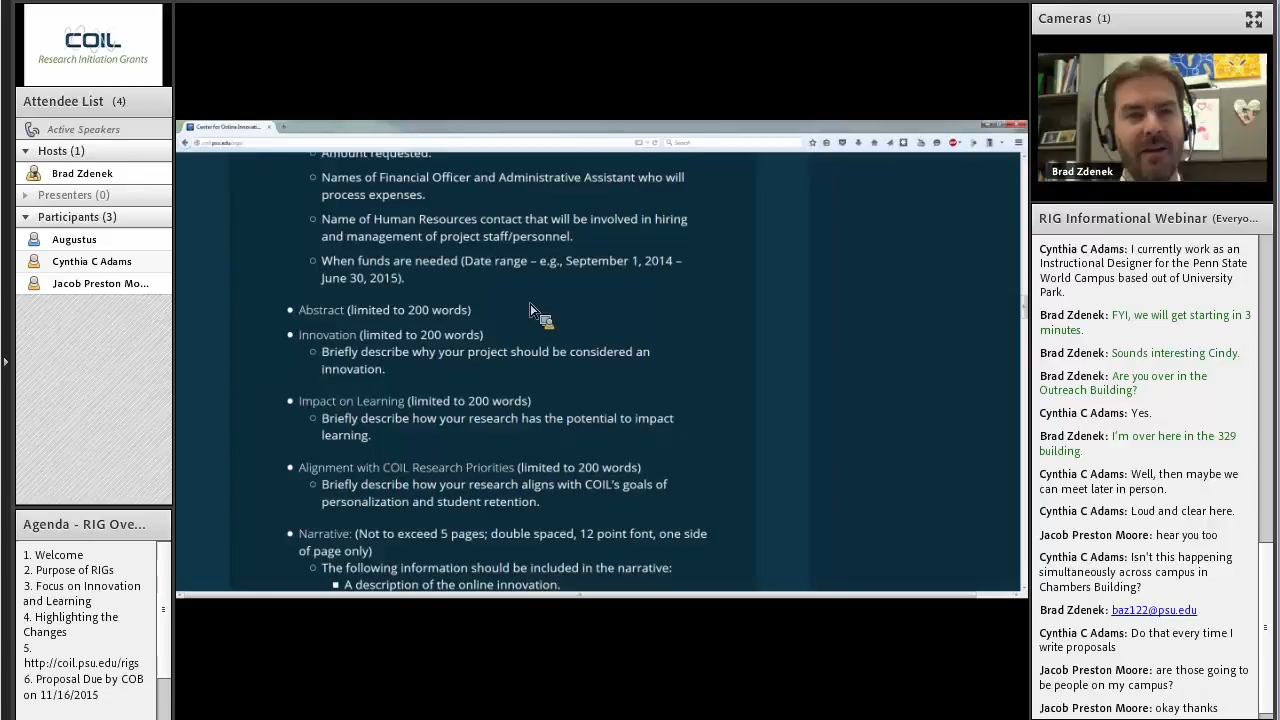 COIL
Research Initiation Grants
Attendee List (4)
Active Speakers
Hosts (1)
Brad Zdenek
Presenters (0)
Participants (3)
Augustus
Cynthia C Adams
Jacob Preston Mo...
Agenda - RIG Ove...
1. Welcome
2. Purpose of RIGs
3. Focus on Innovation
and Learning
4. Highlighting the
Changes
5.
http://coil.psu.edu/rigs
6. Proposal Due by COB
on 11/16/2015
Center for Online Innovati...
coil.psu.edu/rigs
Search
Amount requested.
Names of Financial Officer and Administrative Assistant who will
process expenses.
Name of Human Resources contact that will be involved in hiring
and management of project staff/personnel.
When funds are needed (Date range – e.g., September 1, 2014 –
June 30, 2015).
Abstract (limited to 200 words)
Innovation (limited to 200 words)
Briefly describe why your project should be considered an
innovation.
Impact on Learning (limited to 200 words)
Briefly describe how your research has the potential to impact
learning.
Alignment with COIL Research Priorities (limited to 200 words)
Briefly describe how your research aligns with COIL's goals of
personalization and student retention.
Narrative: (Not to exceed 5 pages; double spaced, 12 point font, one side
of page only)
The following information should be included in the narrative:
A description of the online innovation.
Cameras (1)
Brad Zdenek
RIG Informational Webinar (Everyo...
Cynthia C Adams: I currently work as an
Instructional Designer for the Penn State
World Campus based out of University
Park.
Brad Zdenek: FYI, we will get starting in 3
minutes.
Brad Zdenek: Sounds interesting Cindy.
Brad Zdenek: Are you over in the
Outreach Building?
Cynthia C Adams: Yes.
Brad Zdenek: I'm over here in the 329
building.
Cynthia C Adams: Well, then maybe we
can meet later in person.
Cynthia C Adams: Loud and clear here.
Jacob Preston Moore: hear you too
Cynthia C Adams: Isn't this happening
simultaneously across campus in
Chambers Building?
Brad Zdenek: baz122@psu.edu
Cynthia C Adams: Do that every time I
write proposals
Jacob Preston Moore: are those going to
be people on my campus?
Jacob Preston Moore: okay thanks